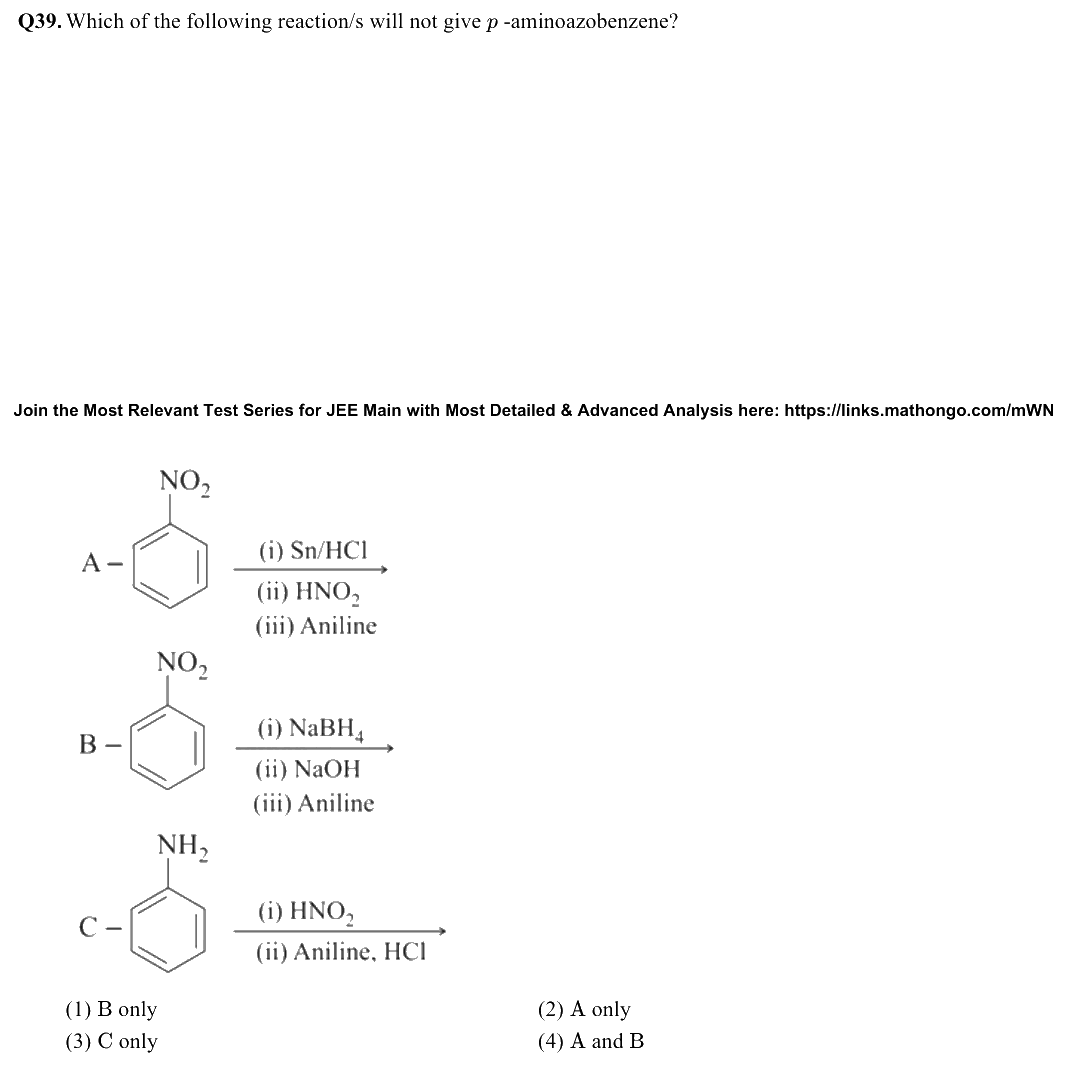 Q39. Which of the following reaction/s will not give p -aminoazobenzene?
Join the Most Relevant Test Series for JEE Main with Most Detailed & Advanced Analysis here: https://links.mathongo.com/mWN
NO₂
A –
(i) Sn/HCl
(ii) HNO₂
(iii) Aniline
NO₂
B –
(i) NaBH₄
(ii) NaOH
(iii) Aniline
NH₂
C –
(i) HNO₂
(ii) Aniline, HCl
(1) B only
(2) A only
(3) C only
(4) A and B